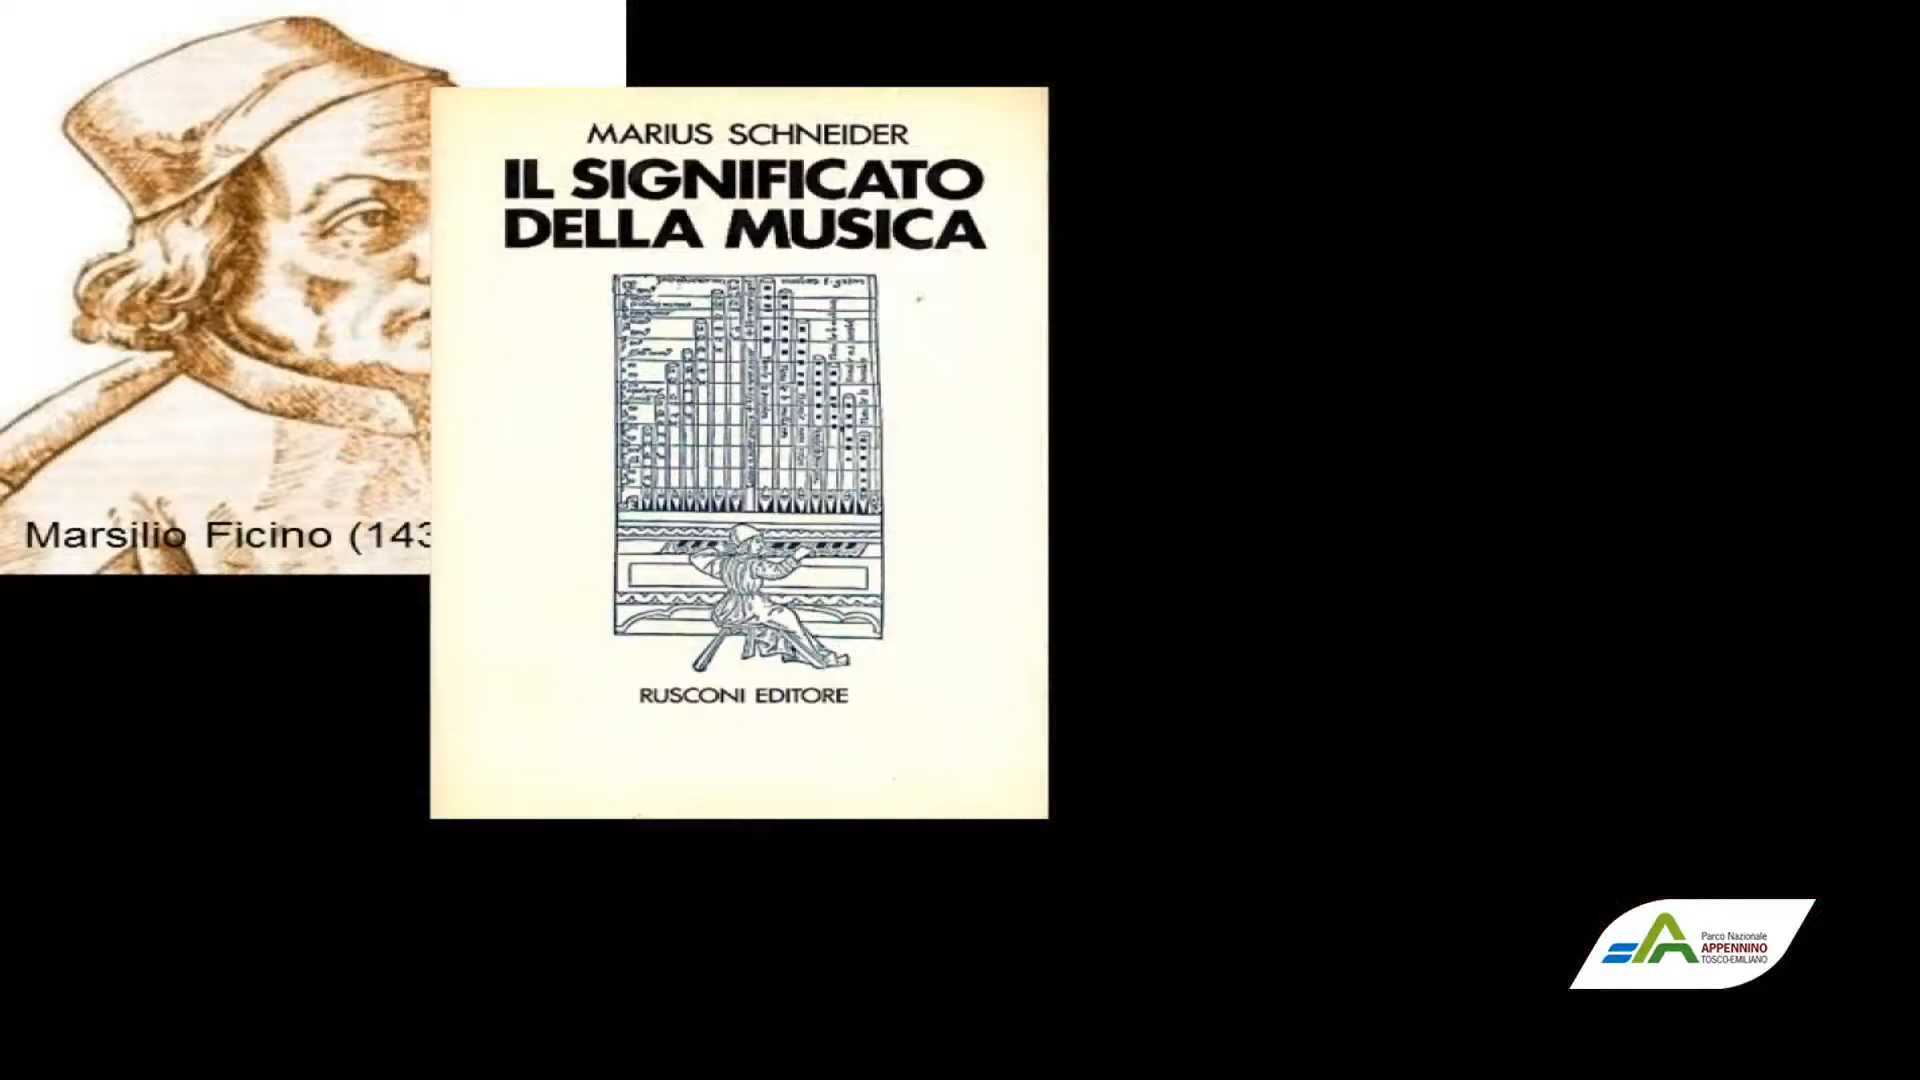 MARIUS SCHNEIDER
IL SIGNIFICATO
DELLA MUSICA
RUSCONI EDITORE
Marsilio Ficino (143
Parco Nazionale
APPENNINO
TOSCO-EMILIANO